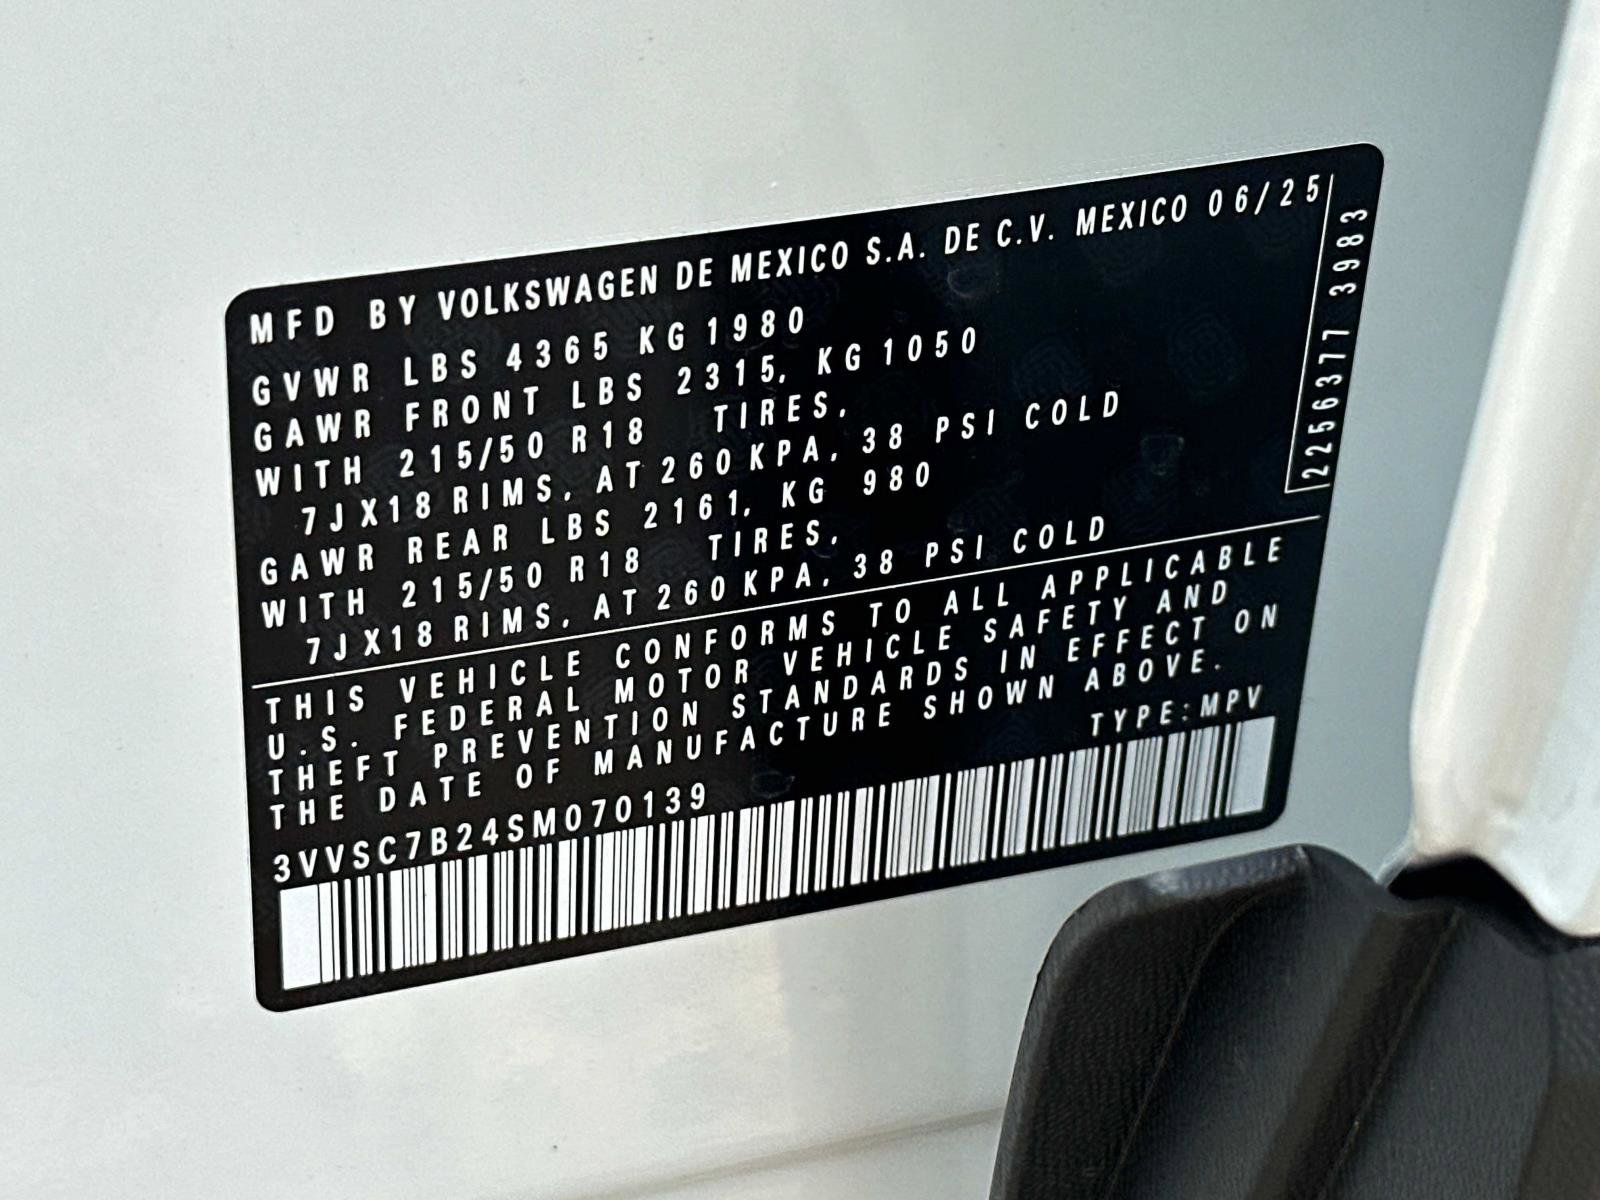 MFD BY VOLKSWAGEN DE MEXICO S.A. DE C.V. MEXICO 06/25
GVWR LBS 4365 KG 1980
GAWR FRONT LBS 2315, KG 1050
WITH 215/50 R18 TIRES,
7JX18 RIMS, AT 260 KPA, 38 PSI COLD
GAWR REAR LBS 2161, KG 980
WITH 215/50 R18 TIRES,
7JX18 RIMS, AT 260 KPA, 38 PSI COLD
2256377 3983
THIS VEHICLE CONFORMS TO ALL APPLICABLE
U.S. FEDERAL MOTOR VEHICLE SAFETY AND
THEFT PREVENTION STANDARDS IN EFFECT ON
THE DATE OF MANUFACTURE SHOWN ABOVE.
TYPE:MPV
3VVSC7B24SM070139